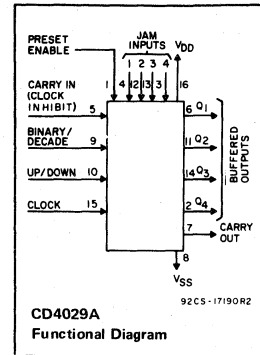 PRESET
ENABLE
JAM
INPUTS
1 2 3 4
VDD
1 4 12 13 3 16
CARRY IN
(CLOCK
INHIBIT) 5
BINARY/
DECADE 9
UP/DOWN 10
CLOCK 15
6 Q1
11 Q2
14 Q3
2 Q4
BUFFERED
OUTPUTS
7
CARRY
OUT
8
VSS
92CS-17190R2
CD4029A
Functional Diagram